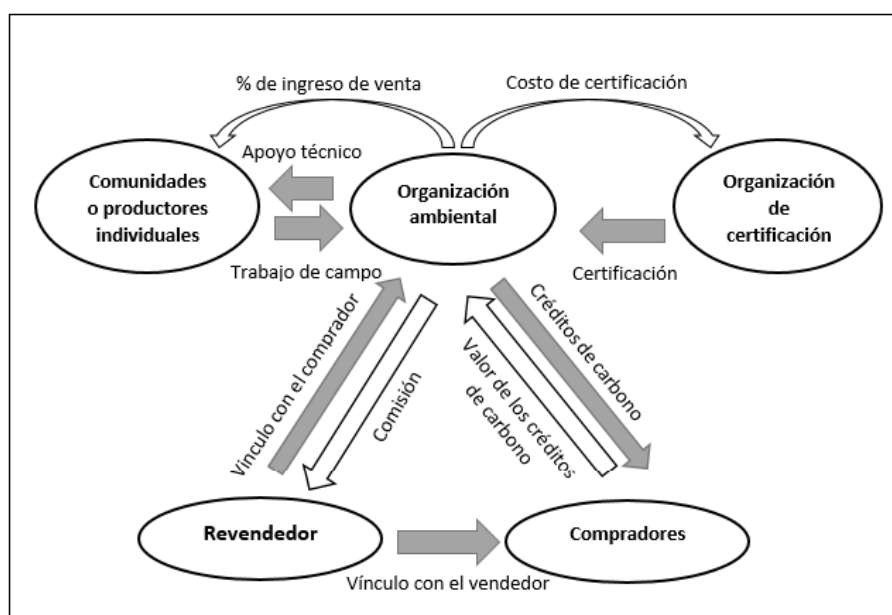 % de ingreso de venta
Costo de certificación
Apoyo técnico
Comunidades
o productores
individuales
Organización
ambiental
Organización
de
certificación
Trabajo de campo
Certificación
Vínculo con el comprador
Comisión
Valor de los créditos
de carbono
Créditos de carbono
Revendedor
Compradores
Vínculo con el vendedor